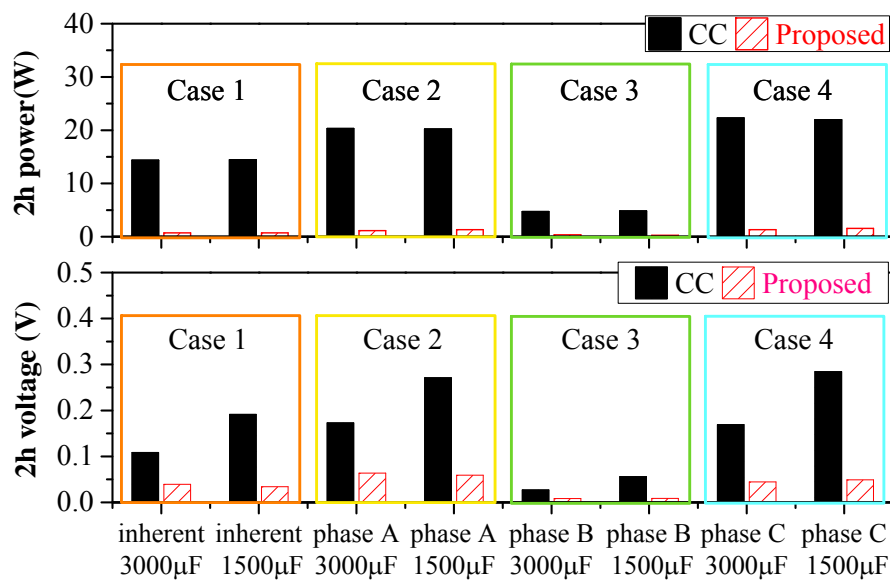 2h power(W)
40
30
20
10
0
CC Proposed
Case 1
Case 2
Case 3
Case 4
2h voltage (V)
0.5
0.4
0.3
0.2
0.1
0.0
CC Proposed
Case 1
Case 2
Case 3
Case 4
inherent
3000μF
inherent
1500μF
phase A
3000μF
phase A
1500μF
phase B
3000μF
phase B
1500μF
phase C
3000μF
phase C
1500μF